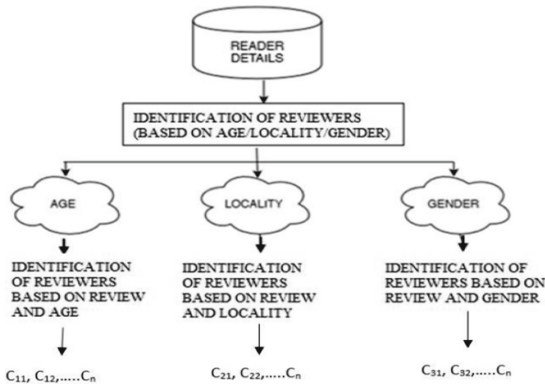 READER
DETAILS
IDENTIFICATION OF REVIEWERS
(BASED ON AGE/LOCALITY/GENDER)
AGE
LOCALITY
GENDER
IDENTIFICATION
OF REVIEWERS
BASED ON REVIEW
AND AGE
IDENTIFICATION
OF REVIEWERS
BASED ON REVIEW
AND LOCALITY
IDENTIFICATION OF
REVIEWERS BASED ON
REVIEW AND GENDER
C₁₁, C₁₂,.....Cₙ
C₂₁, C₂₂,.....Cₙ
C₃₁, C₃₂,.....Cₙ